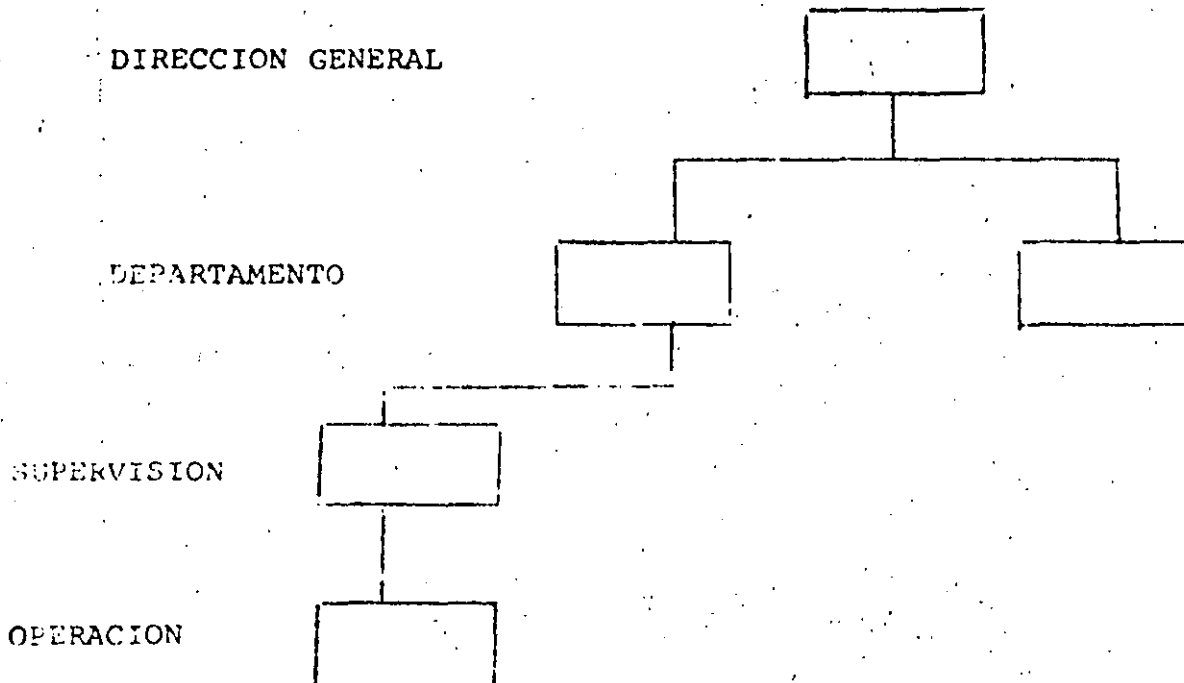 DIRECCION GENERAL
DEPARTAMENTO
SUPERVISION
OPERACION